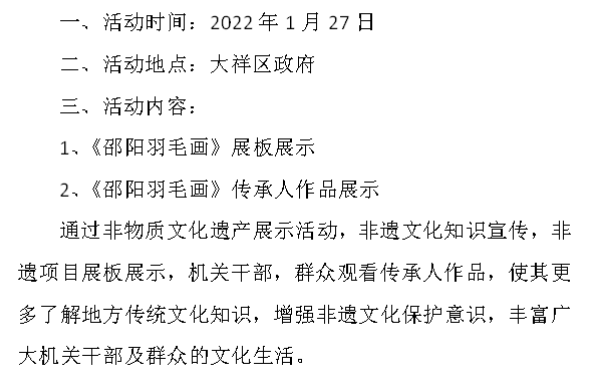 一、活动时间：2022年1月27日
二、活动地点：大祥区政府
三、活动内容：
1、《邵阳羽毛画》展板展示
2、《邵阳羽毛画》传承人作品展示
通过非物质文化遗产展示活动，非遗文化知识宣传，非
遗项目展板展示，机关干部，群众观看传承人作品，使其更
多了解地方传统文化知识，增强非遗文化保护意识，丰富广
大机关干部及群众的文化生活。